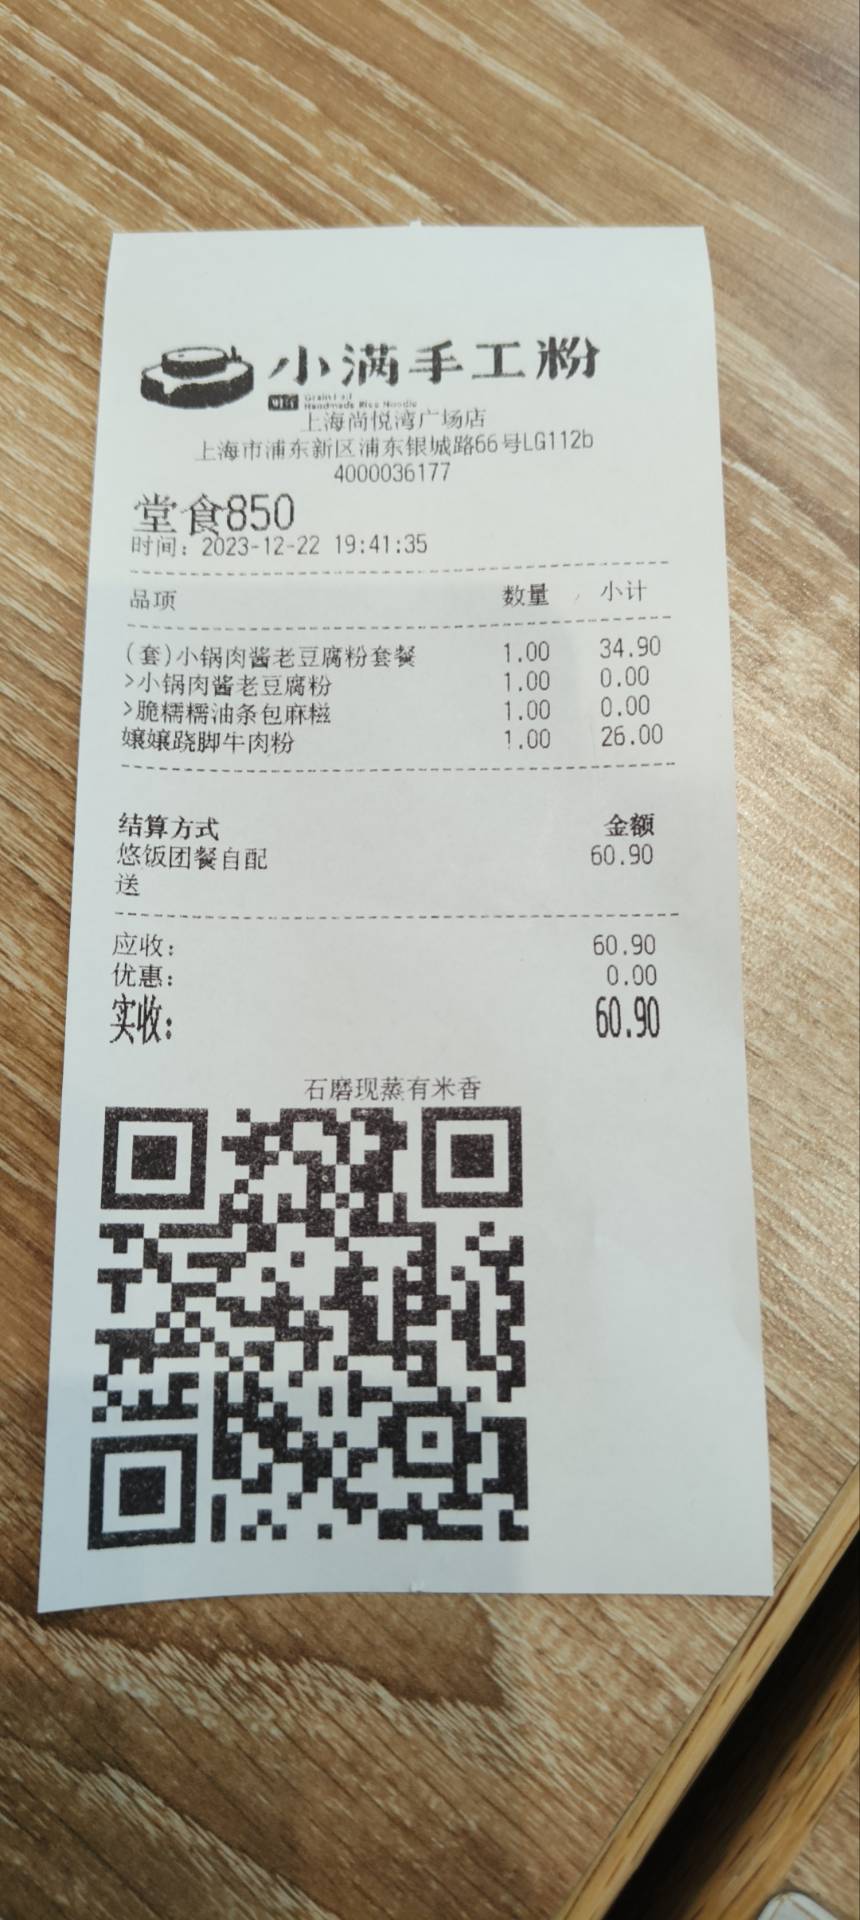 小满手工粉
Grain Full
Handmade Rice Noodle
上海尚悦湾广场店
上海市浦东新区浦东银城路66号LG112b
4000036177
堂食850
时间：2023-12-22 19:41:35
品项 数量 小计
(套)小锅肉酱老豆腐粉套餐 1.00 34.90
>小锅肉酱老豆腐粉 1.00 0.00
>脆糯糯油条包麻糍 1.00 0.00
嬢嬢跷脚牛肉粉 1.00 26.00
结算方式 金额
悠饭团餐自配 60.90
送
应收： 60.90
优惠： 0.00
实收： 60.90
石磨现蒸有米香